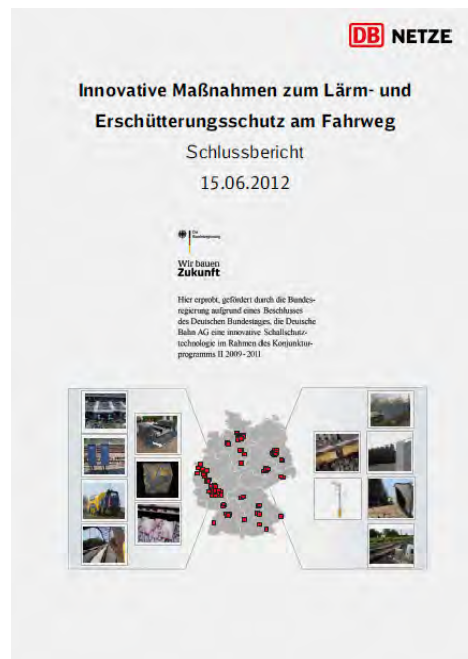 DB NETZE
Innovative Maßnahmen zum Lärm- und
Erschütterungsschutz am Fahrweg
Schlussbericht
15.06.2012
Die
Bundesregierung
Wir bauen
Zukunft
Hier erprobt, gefördert durch die Bundes-
regierung aufgrund eines Beschlusses
des Deutschen Bundestages, die Deutsche
Bahn AG eine innovative Schallschutz-
technologie im Rahmen des Konjunktur-
programms II 2009-2011